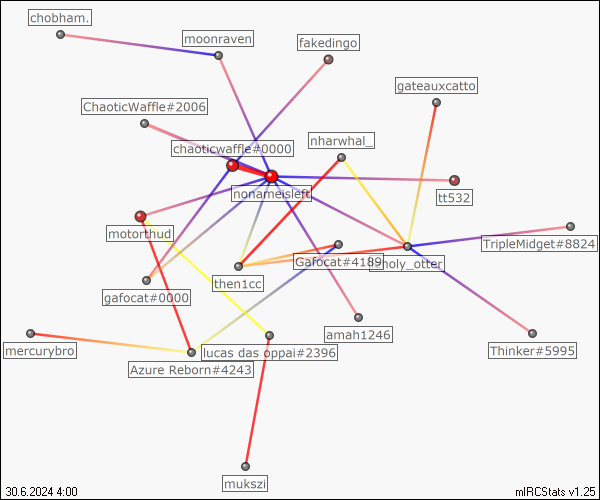 chobham.
moonraven
fakedingo
gateauxcatto
ChaoticWaffle#2006
nharwhal_
chaoticwaffle#0000
nonameisleft
tt532
motorthud
TripleMidget#8824
Gafocat#4189
holy_otter
then1cc
gafocat#0000
amah1246
mercurybro
lucas das oppai#2396
Thinker#5995
Azure Reborn#4243
mukszi
30.6.2024 4:00
mIRCStats v1.25